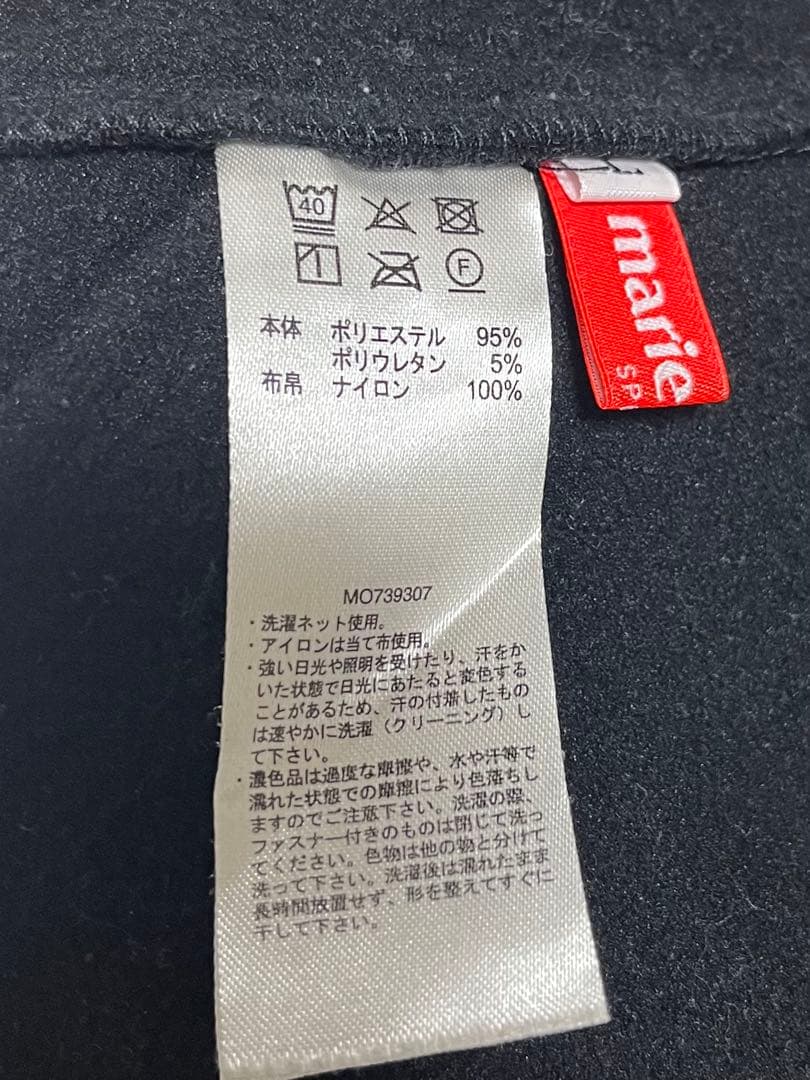 40
F
本体 ポリエステル 95%
ポリウレタン 5%
布帛 ナイロン 100%
MO739307
・洗濯ネット使用。
・アイロンは当て布使用。
・強い日光や照明を受けたり、汗をか
いた状態で日光にあたると変色する
ことがあるため、汗の付着したもの
は速やかに洗濯（クリーニング）し
て下さい。
・濃色品は過度な摩擦や、水や汗等で
濡れた状態での摩擦により色落ちし
ますのでご注意下さい。洗濯の際、
ファスナー付きのものは閉じて洗っ
てください。色物は他の物と分けて
洗って下さい。洗濯後は濡れたまま
長時間放置せず、形を整えてすぐに
干して下さい。
marie